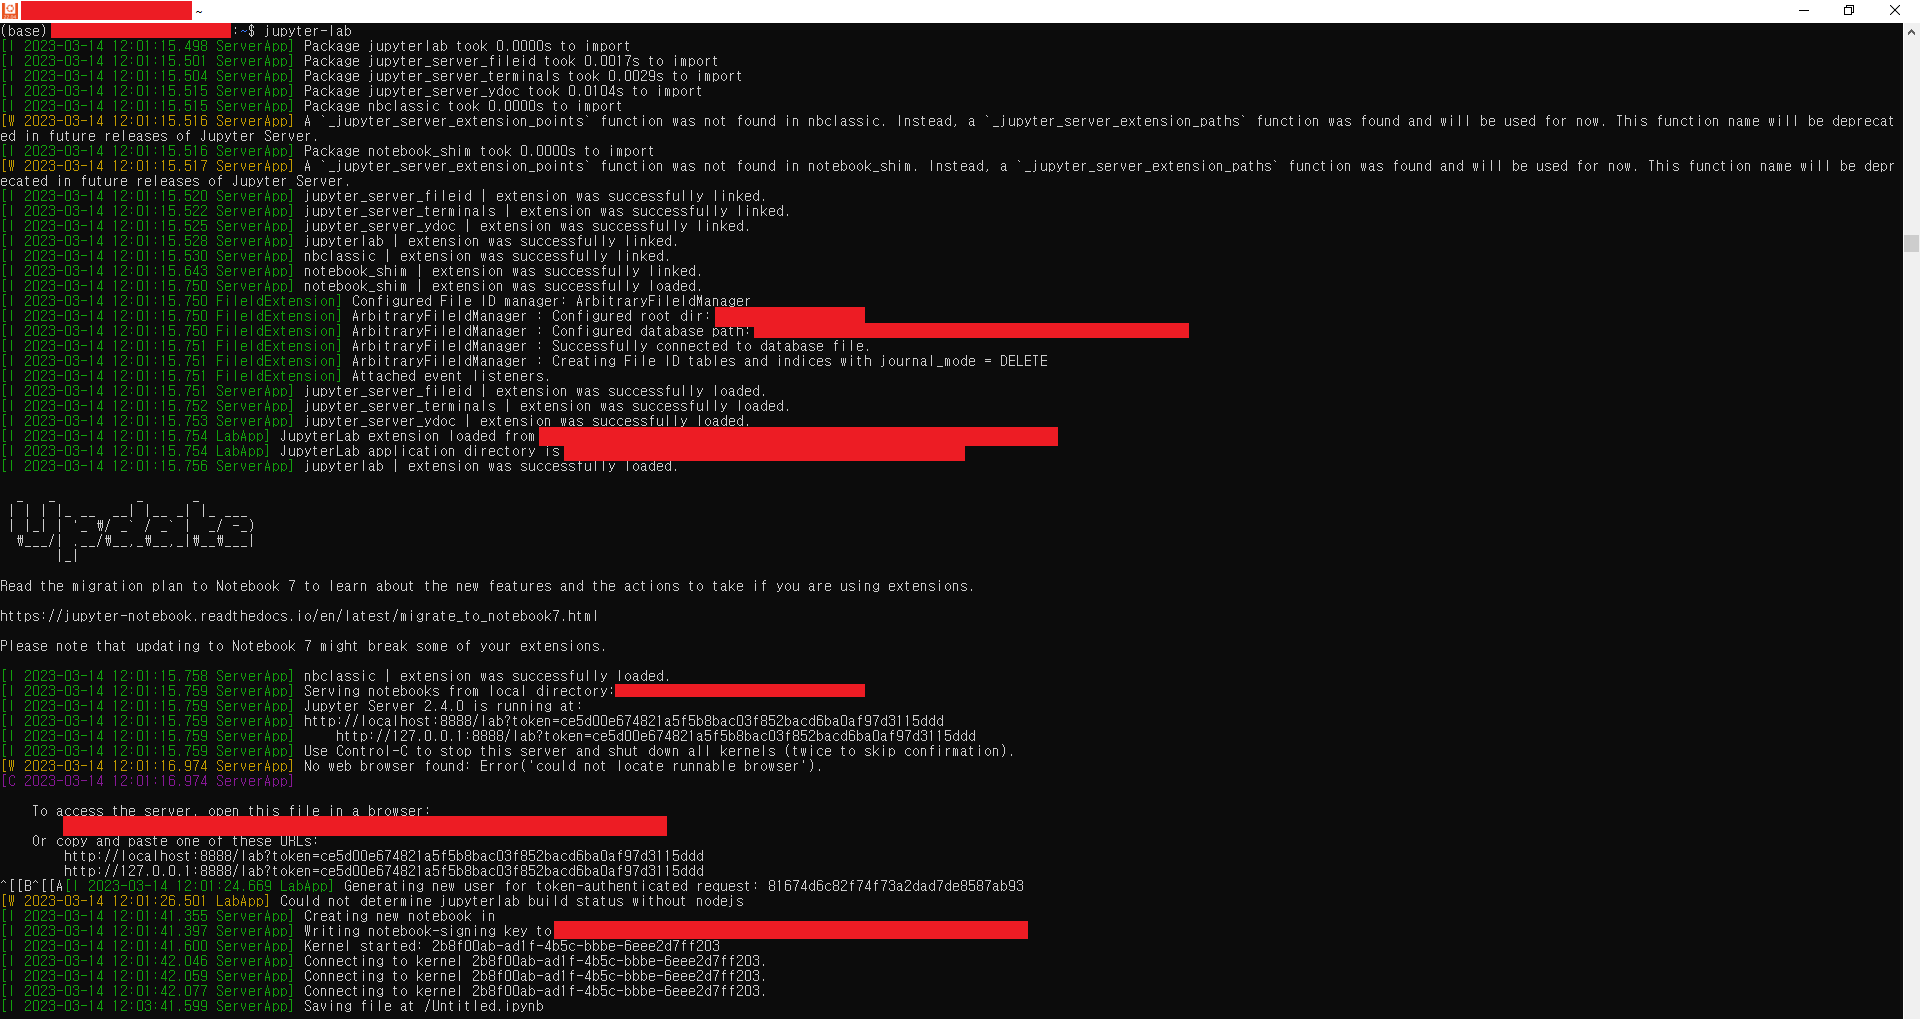 ~
(base) :~$ jupyter-lab
[I 2023-03-14 12:01:15.498 ServerApp] Package jupyterlab took 0.0000s to import
[I 2023-03-14 12:01:15.501 ServerApp] Package jupyter_server_fileid took 0.0017s to import
[I 2023-03-14 12:01:15.504 ServerApp] Package jupyter_server_terminals took 0.0029s to import
[I 2023-03-14 12:01:15.515 ServerApp] Package jupyter_server_ydoc took 0.0104s to import
[I 2023-03-14 12:01:15.515 ServerApp] Package nbclassic took 0.0000s to import
[W 2023-03-14 12:01:15.516 ServerApp] A `_jupyter_server_extension_points` function was not found in nbclassic. Instead, a `_jupyter_server_extension_paths` function was found and will be used for now. This function name will be deprecat
ed in future releases of Jupyter Server.
[I 2023-03-14 12:01:15.516 ServerApp] Package notebook_shim took 0.0000s to import
[W 2023-03-14 12:01:15.517 ServerApp] A `_jupyter_server_extension_points` function was not found in notebook_shim. Instead, a `_jupyter_server_extension_paths` function was found and will be used for now. This function name will be depr
ecated in future releases of Jupyter Server.
[I 2023-03-14 12:01:15.520 ServerApp] jupyter_server_fileid | extension was successfully linked.
[I 2023-03-14 12:01:15.522 ServerApp] jupyter_server_terminals | extension was successfully linked.
[I 2023-03-14 12:01:15.525 ServerApp] jupyter_server_ydoc | extension was successfully linked.
[I 2023-03-14 12:01:15.528 ServerApp] jupyterlab | extension was successfully linked.
[I 2023-03-14 12:01:15.530 ServerApp] nbclassic | extension was successfully linked.
[I 2023-03-14 12:01:15.643 ServerApp] notebook_shim | extension was successfully linked.
[I 2023-03-14 12:01:15.750 ServerApp] notebook_shim | extension was successfully loaded.
[I 2023-03-14 12:01:15.750 FileIdExtension] Configured File ID manager: ArbitraryFileIdManager
[I 2023-03-14 12:01:15.750 FileIdExtension] ArbitraryFileIdManager : Configured root dir:
[I 2023-03-14 12:01:15.750 FileIdExtension] ArbitraryFileIdManager : Configured database path:
[I 2023-03-14 12:01:15.751 FileIdExtension] ArbitraryFileIdManager : Successfully connected to database file.
[I 2023-03-14 12:01:15.751 FileIdExtension] ArbitraryFileIdManager : Creating File ID tables and indices with journal_mode = DELETE
[I 2023-03-14 12:01:15.751 FileIdExtension] Attached event listeners.
[I 2023-03-14 12:01:15.751 ServerApp] jupyter_server_fileid | extension was successfully loaded.
[I 2023-03-14 12:01:15.752 ServerApp] jupyter_server_terminals | extension was successfully loaded.
[I 2023-03-14 12:01:15.753 ServerApp] jupyter_server_ydoc | extension was successfully loaded.
[I 2023-03-14 12:01:15.754 LabApp] JupyterLab extension loaded from
[I 2023-03-14 12:01:15.754 LabApp] JupyterLab application directory is
[I 2023-03-14 12:01:15.756 ServerApp] jupyterlab | extension was successfully loaded.
Update
Read the migration plan to Notebook 7 to learn about the new features and the actions to take if you are using extensions.
https://jupyter-notebook.readthedocs.io/en/latest/migrate_to_notebook7.html
Please note that updating to Notebook 7 might break some of your extensions.
[I 2023-03-14 12:01:15.758 ServerApp] nbclassic | extension was successfully loaded.
[I 2023-03-14 12:01:15.759 ServerApp] Serving notebooks from local directory:
[I 2023-03-14 12:01:15.759 ServerApp] Jupyter Server 2.4.0 is running at:
[I 2023-03-14 12:01:15.759 ServerApp] http://localhost:8888/lab?token=ce5d00e674821a5f5b8bac03f852bacd6ba0af97d3115ddd
[I 2023-03-14 12:01:15.759 ServerApp]     http://127.0.0.1:8888/lab?token=ce5d00e674821a5f5b8bac03f852bacd6ba0af97d3115ddd
[I 2023-03-14 12:01:15.759 ServerApp] Use Control-C to stop this server and shut down all kernels (twice to skip confirmation).
[W 2023-03-14 12:01:16.974 ServerApp] No web browser found: Error('could not locate runnable browser').
[C 2023-03-14 12:01:16.974 ServerApp]
To access the server, open this file in a browser:
Or copy and paste one of these URLs:
http://localhost:8888/lab?token=ce5d00e674821a5f5b8bac03f852bacd6ba0af97d3115ddd
http://127.0.0.1:8888/lab?token=ce5d00e674821a5f5b8bac03f852bacd6ba0af97d3115ddd
^[[B^[[A[I 2023-03-14 12:01:24.669 LabApp] Generating new user for token-authenticated request: 81674d6c82f74f73a2dad7de8587ab93
[W 2023-03-14 12:01:26.501 LabApp] Could not determine jupyterlab build status without nodejs
[I 2023-03-14 12:01:41.355 ServerApp] Creating new notebook in
[I 2023-03-14 12:01:41.397 ServerApp] Writing notebook-signing key to
[I 2023-03-14 12:01:41.600 ServerApp] Kernel started: 2b8f00ab-ad1f-4b5c-bbbe-6eee2d7ff203
[I 2023-03-14 12:01:42.046 ServerApp] Connecting to kernel 2b8f00ab-ad1f-4b5c-bbbe-6eee2d7ff203.
[I 2023-03-14 12:01:42.059 ServerApp] Connecting to kernel 2b8f00ab-ad1f-4b5c-bbbe-6eee2d7ff203.
[I 2023-03-14 12:01:42.077 ServerApp] Connecting to kernel 2b8f00ab-ad1f-4b5c-bbbe-6eee2d7ff203.
[I 2023-03-14 12:03:41.599 ServerApp] Saving file at /Untitled.ipynb